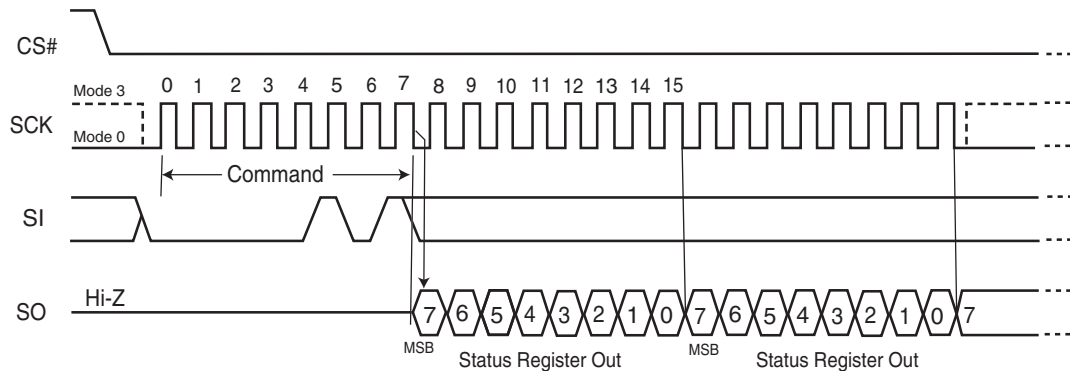 CS#
Mode 3
0 1 2 3 4 5 6 7 8 9 10 11 12 13 14 15
SCK
Mode 0
Command
SI
Hi-Z
SO
7 6 5 4 3 2 1 0 7 6 5 4 3 2 1 0 7
MSB
Status Register Out
MSB
Status Register Out